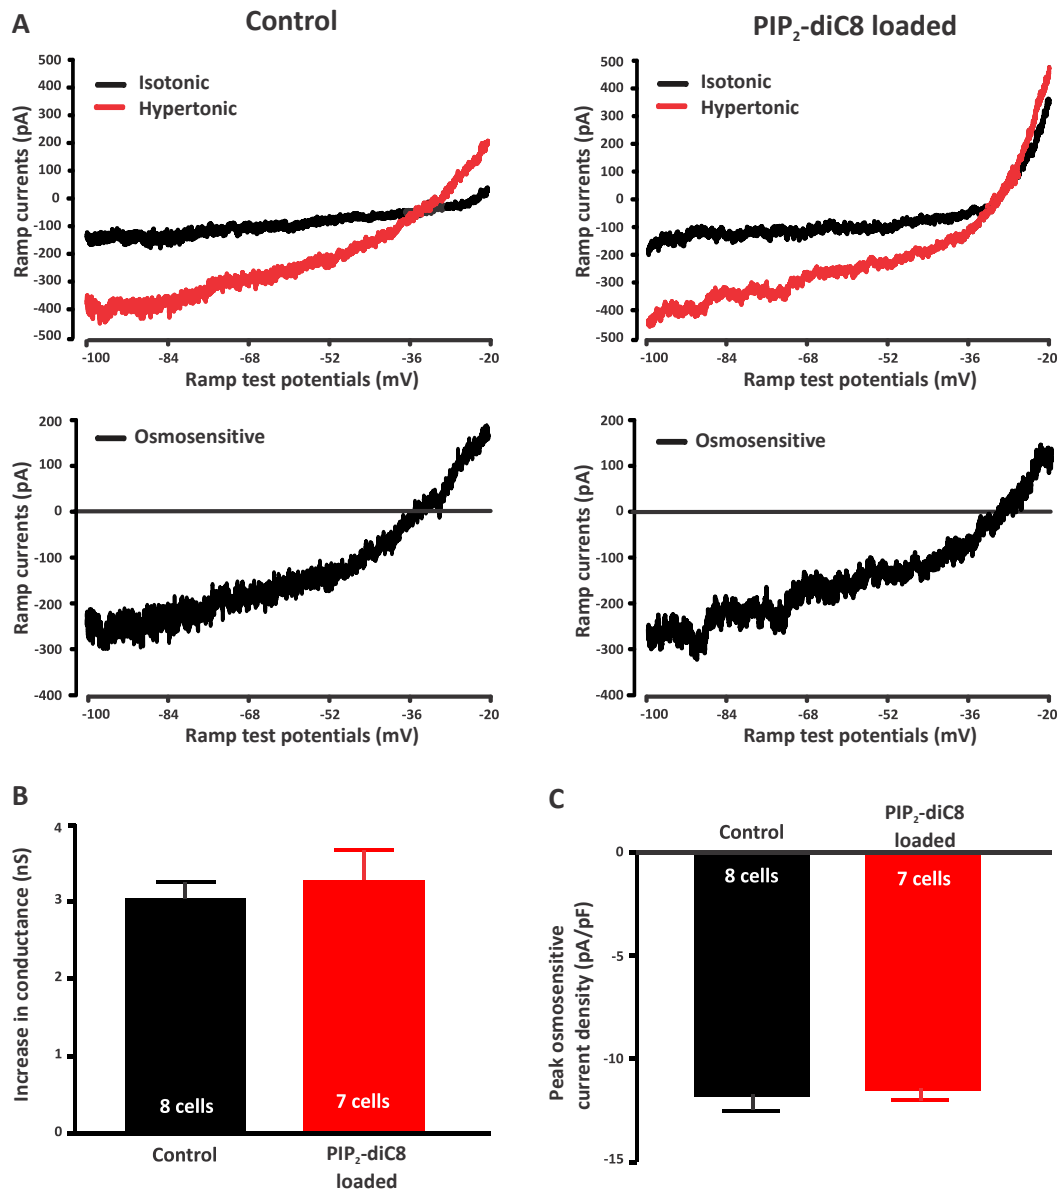 A
Control
PIP2-diC8 loaded
500
400
300
200
100
0
-100
-200
-300
-400
-500
Ramp currents (pA)
Isotonic
Hypertonic
-100
-84
-68
-52
-36
-20
Ramp test potentials (mV)
500
400
300
200
100
0
-100
-200
-300
-400
-500
Ramp currents (pA)
Isotonic
Hypertonic
-100
-84
-68
-52
-36
-20
Ramp test potentials (mV)
200
100
0
-100
-200
-300
-400
Ramp currents (pA)
Osmosensitive
-100
-84
-68
-52
-36
-20
Ramp test potentials (mV)
200
100
0
-100
-200
-300
-400
Ramp currents (pA)
Osmosensitive
-100
-84
-68
-52
-36
-20
Ramp test potentials (mV)
B
4
3
2
1
0
Increase in conductance (nS)
8 cells
7 cells
Control
PIP2-diC8
loaded
C
Control
PIP2-diC8
loaded
0
-5
-10
-15
Peak osmosensitive
current density (pA/pF)
8 cells
7 cells